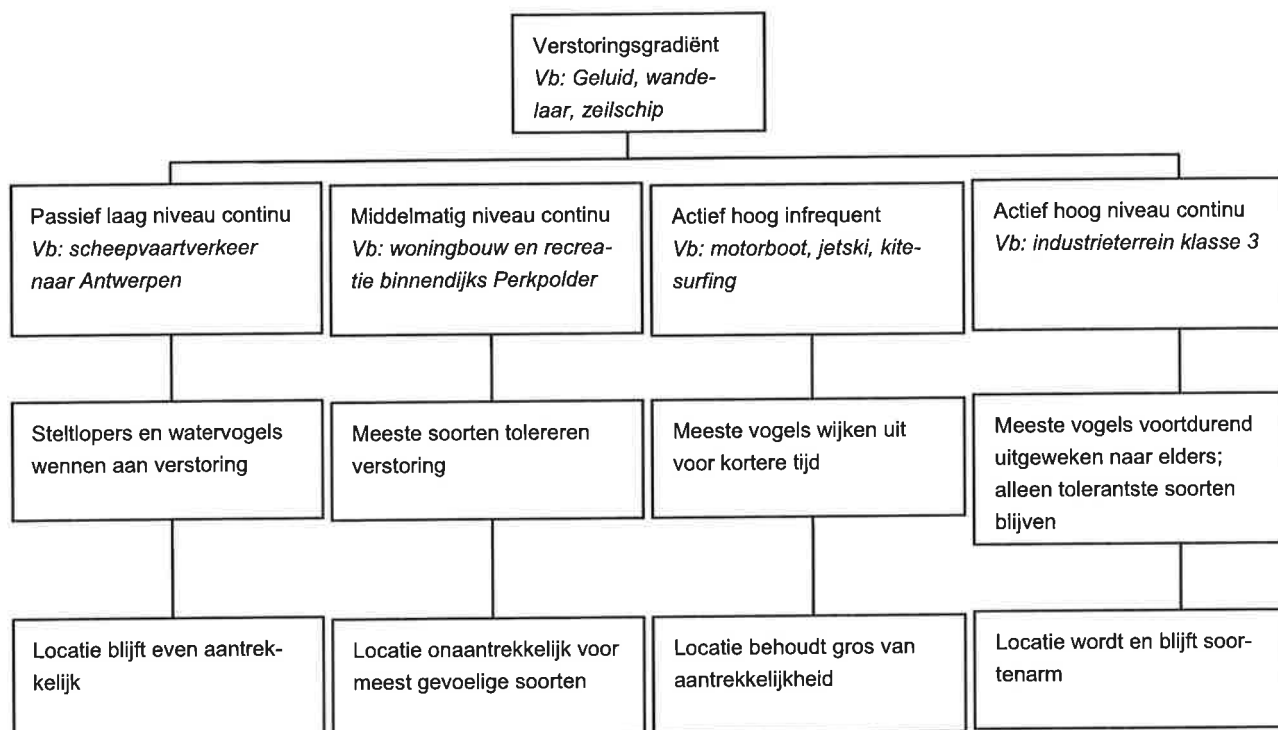 Verstoringsgradiënt
Vb: Geluid, wande-
laar, zeilschip
Passief laag niveau continu
Vb: scheepvaartverkeer
naar Antwerpen
Middelmatig niveau continu
Vb: woningbouw en recrea-
tie binnendijks Perkpolder
Actief hoog infrequent
Vb: motorboot, jetski, kite-
surfing
Actief hoog niveau continu
Vb: industrieterrein klasse 3
Steltlopers en watervogels
wennen aan verstoring
Meeste soorten tolereren
verstoring
Meeste vogels wijken uit
voor kortere tijd
Meeste vogels voortdurend
uitgeweken naar elders;
alleen tolerantste soorten
blijven
Locatie blijft even aantrek-
kelijk
Locatie onaantrekkelijk voor
meest gevoelige soorten
Locatie behoudt gros van
aantrekkelijkheid
Locatie wordt en blijft soor-
tenarm